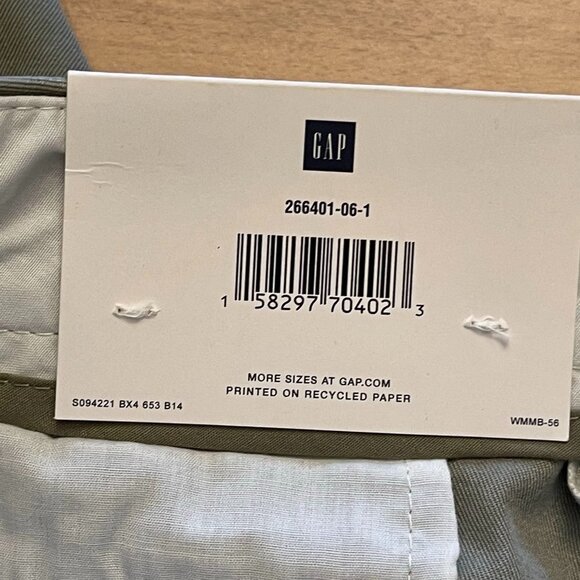 GAP
266401-06-1
1 58297 70402 3
MORE SIZES AT GAP.COM
PRINTED ON RECYCLED PAPER
S094221 BX4 653 B14
WMMB-56